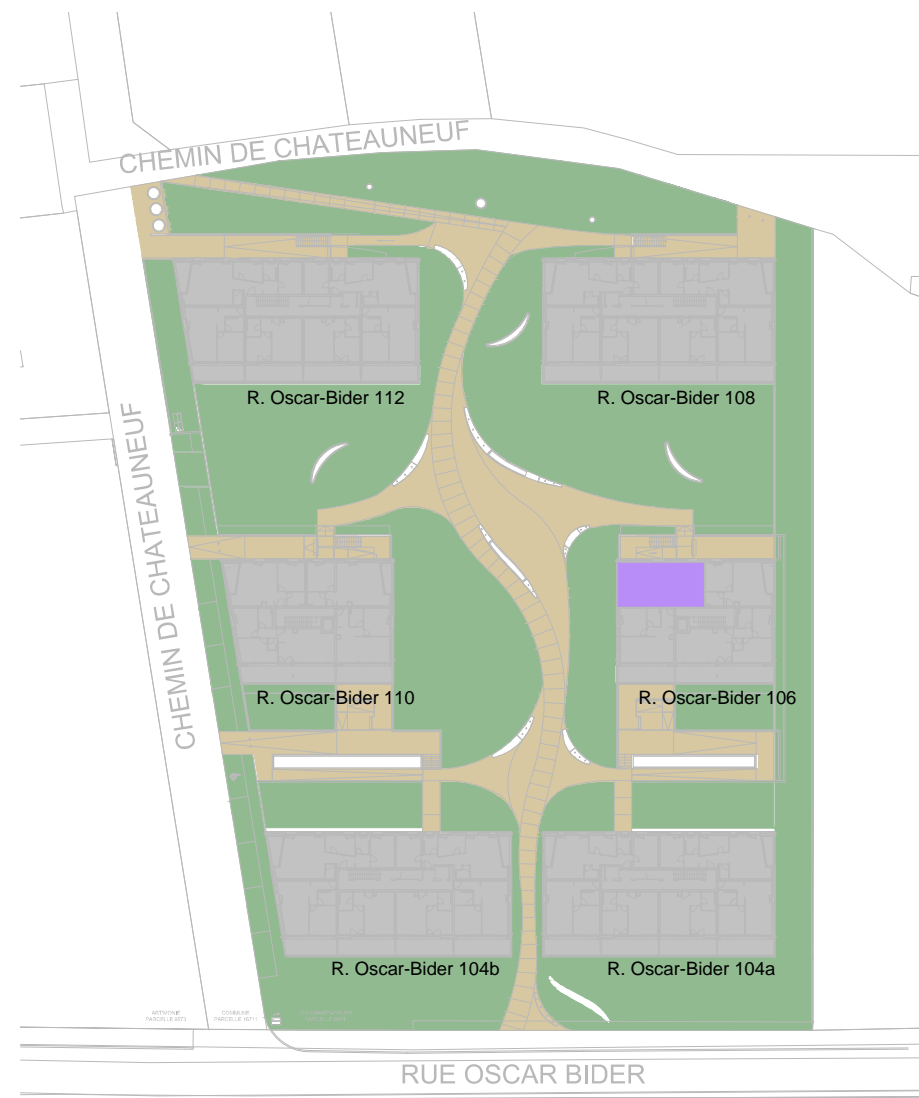 CHEMIN DE CHATEAUNEUF
R. Oscar-Bider 112
R. Oscar-Bider 108
CHEMIN DE CHATEAUNEUF
R. Oscar-Bider 110
R. Oscar-Bider 106
R. Oscar-Bider 104b
R. Oscar-Bider 104a
COMMUNE
RUE OSCAR BIDER